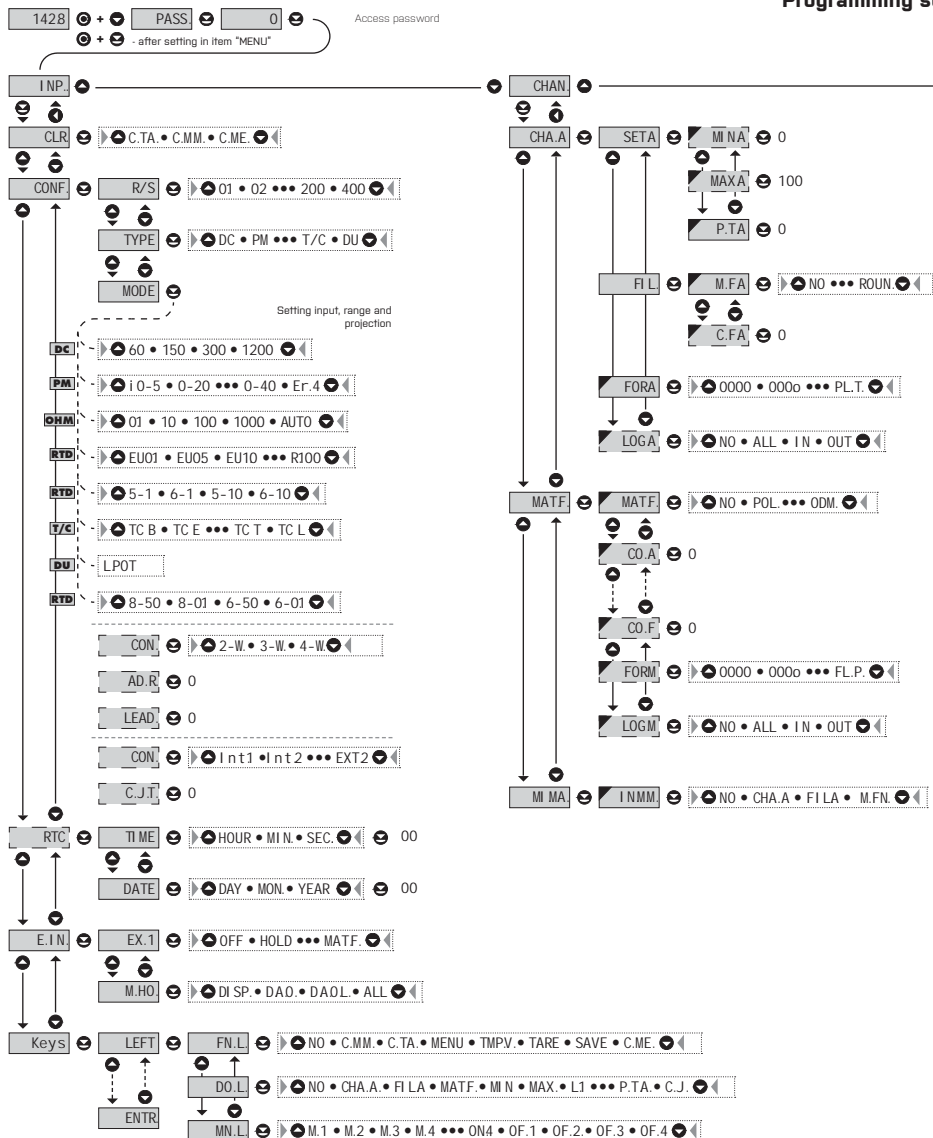 Programming s
1428 + PASS. 0 Access password
+ - after setting in item "MENU"
INP.
CLR C.TA. • C.MM. • C.ME.
CONF. R/S 01 • 02 ••• 200 • 400
TYPE DC • PM ••• T/C • DU
MODE
Setting input, range and
projection
DC 60 • 150 • 300 • 1200
PM i0-5 • 0-20 ••• 0-40 • Er.4
OHM 01 • 10 • 100 • 1000 • AUTO
RTD EU01 • EU05 • EU10 ••• R100
RTD 5-1 • 6-1 • 5-10 • 6-10
T/C TC B • TC E ••• TC T • TC L
DU LPOT
RTD 8-50 • 8-01 • 6-50 • 6-01
CON. 2-W. • 3-W. • 4-W.
AD.R 0
LEAD. 0
CON. Int1 •Int2 ••• EXT2
C.J.T. 0
RTC TIME HOUR • MIN. • SEC. 00
DATE DAY • MON. • YEAR 00
E.IN. EX.1 OFF • HOLD ••• MATF.
M.HO. DISP. • DA0. • DA0L. • ALL
Keys LEFT FN.L. NO • C.MM. • C.TA. • MENU • TMP.V. • TARE • SAVE • C.ME.
DO.L. NO • CHA.A. • FILA • MATF. • MIN • MAX. • L1 ••• P.TA. • C.J.
ENTR. MN.L. M.1 • M.2 • M.3 • M.4 ••• ON4 • OF.1 • OF.2. • OF.3 • OF.4
CHAN.
CHA.A SETA MINA 0
MAXA 100
P.TA 0
FIL. M.FA NO ••• ROUN.
C.FA 0
FORA 0000 • 000o ••• PL.T.
LOGA NO • ALL • IN • OUT
MATF. MATF. NO • POL. ••• ODM.
CO.A 0
CO.F 0
FORM 0000 • 000o ••• FL.P.
LOGM NO • ALL • IN • OUT
MIMA. INMM. NO • CHA.A • FILA • M.FN.